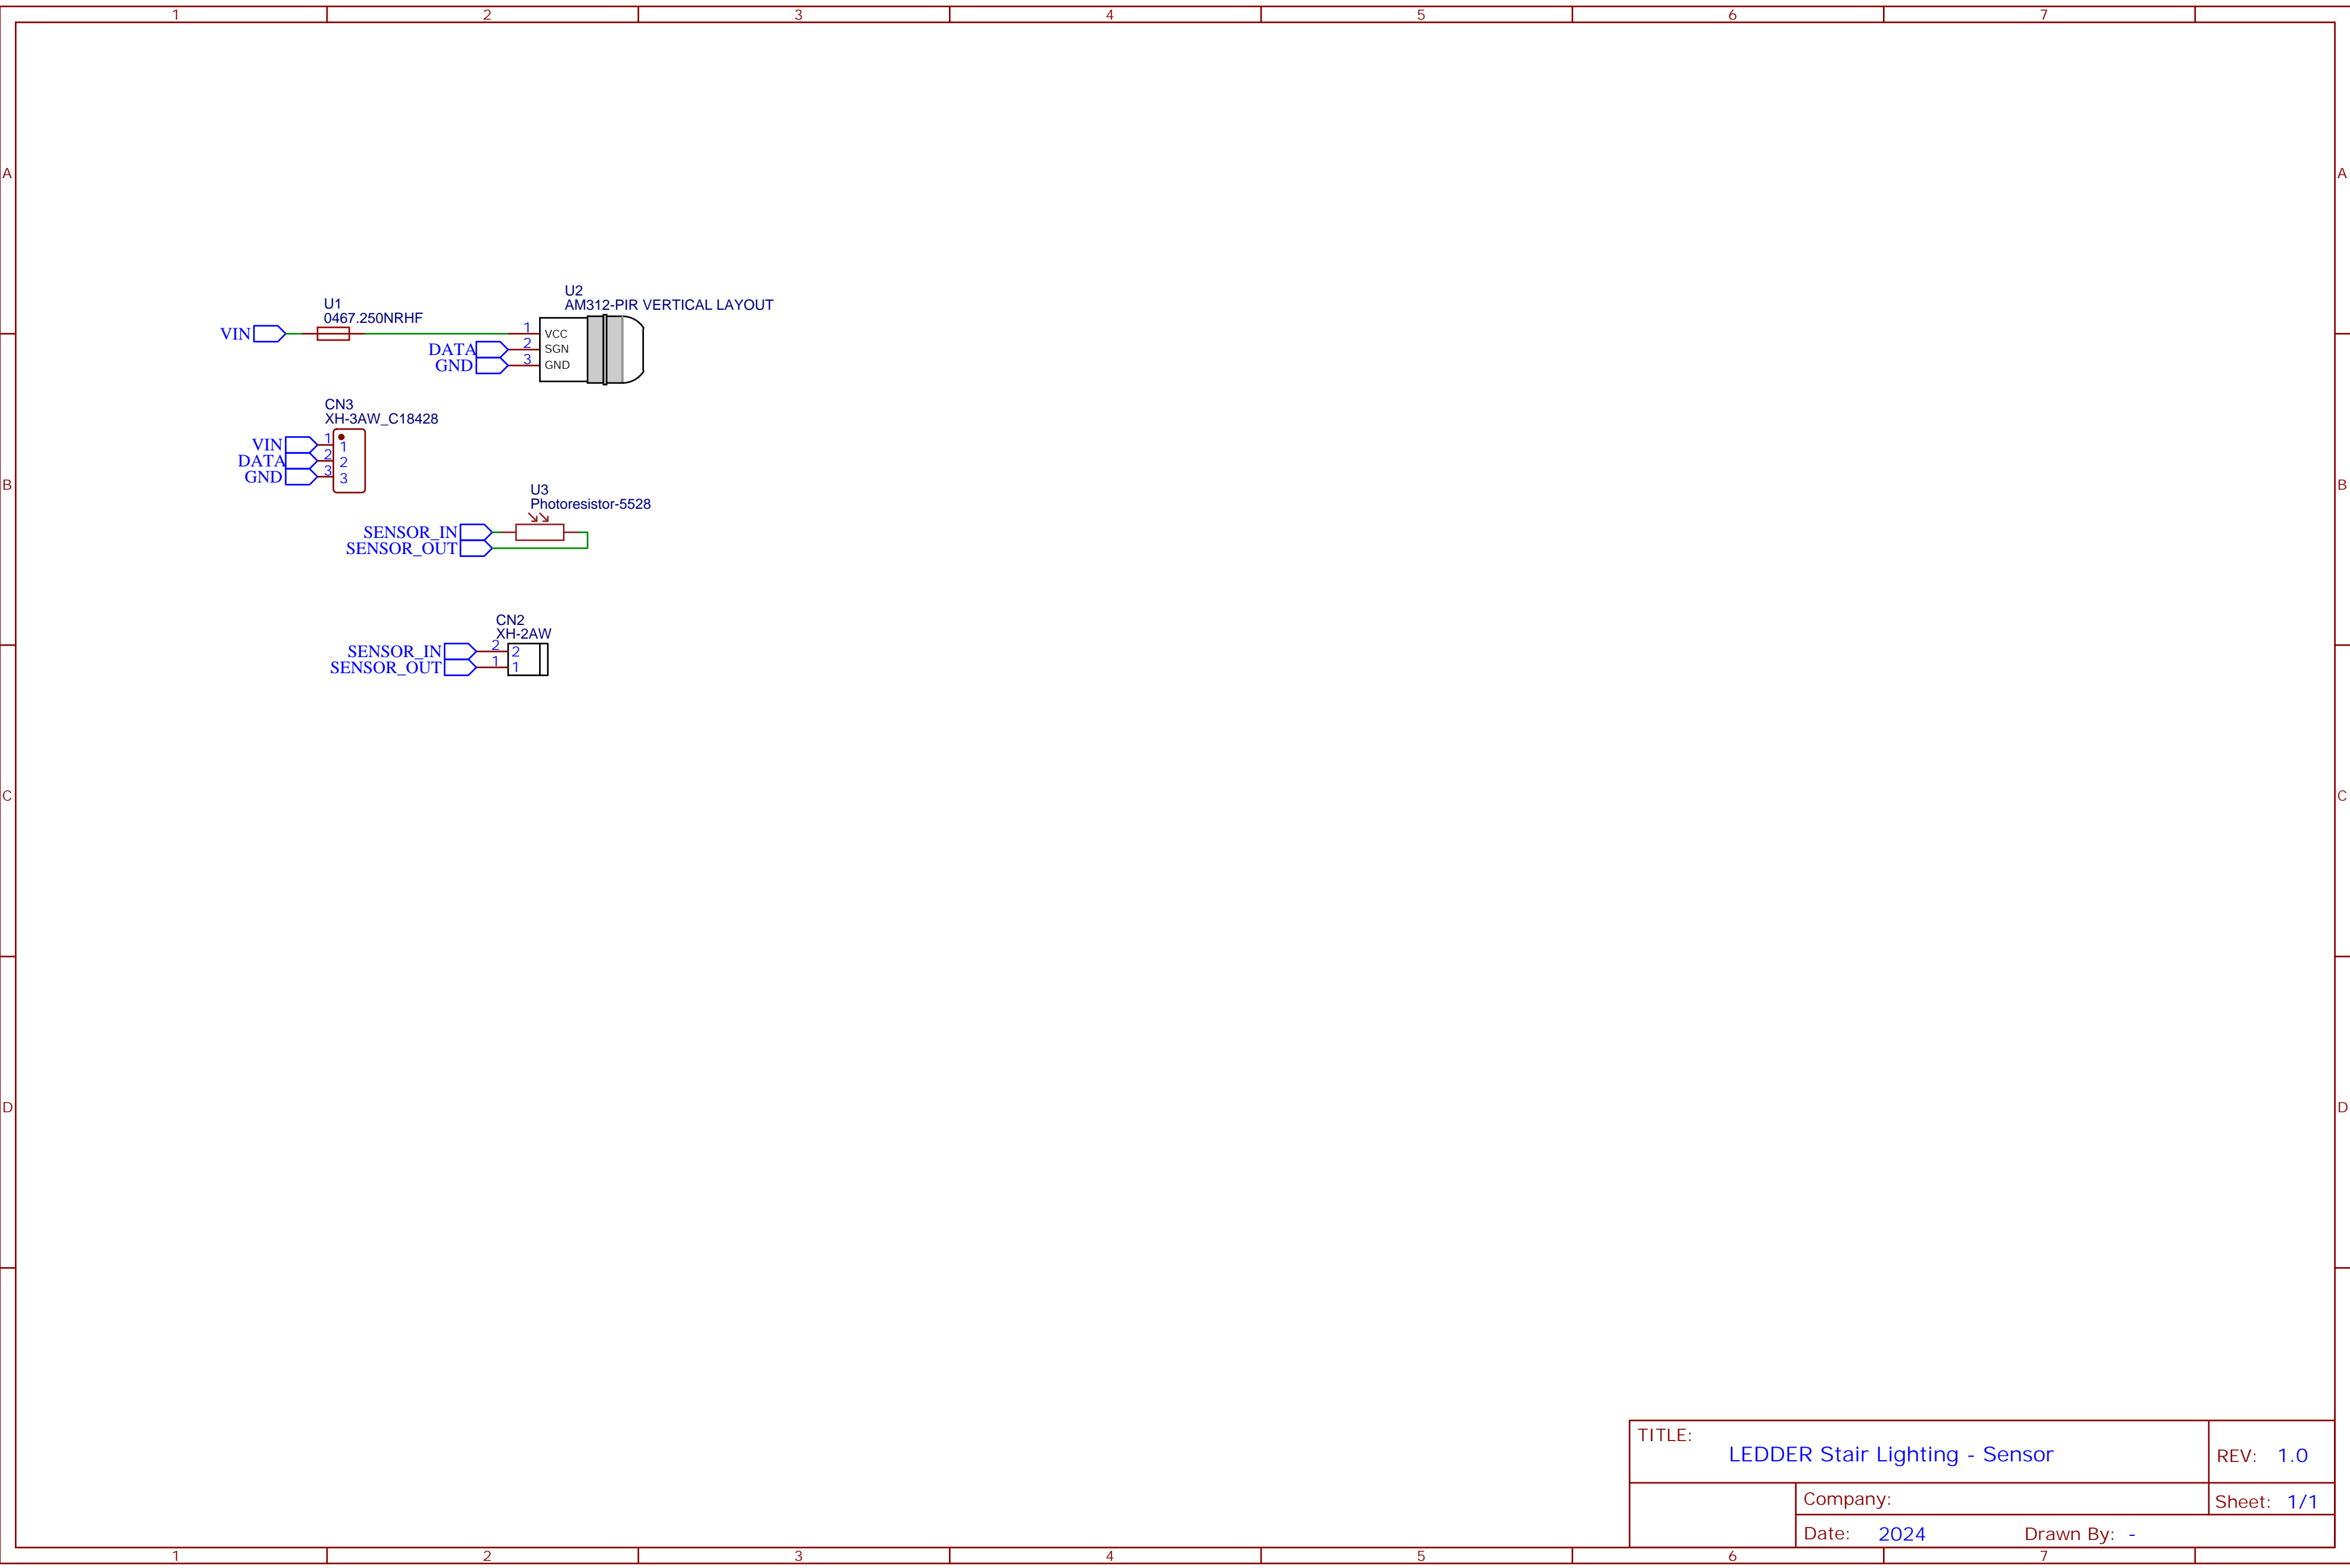 1 2 3 4 5 6 7
A A
U2
AM312-PIR VERTICAL LAYOUT
U1
0467.250NRHF
VIN
1 VCC
DATA 2 SGN
GND 3 GND
CN3
XH-3AW_C18428
VIN 1 1
DATA 2 2
GND 3 3
B B
U3
Photoresistor-5528
SENSOR_IN
SENSOR_OUT
CN2
XH-2AW
SENSOR_IN 2 2
SENSOR_OUT 1 1
C C
D D
TITLE:
LEDDER Stair Lighting - Sensor
REV: 1.0
Company:
Sheet: 1/1
Date: 2024
Drawn By: -
1 2 3 4 5 6 7